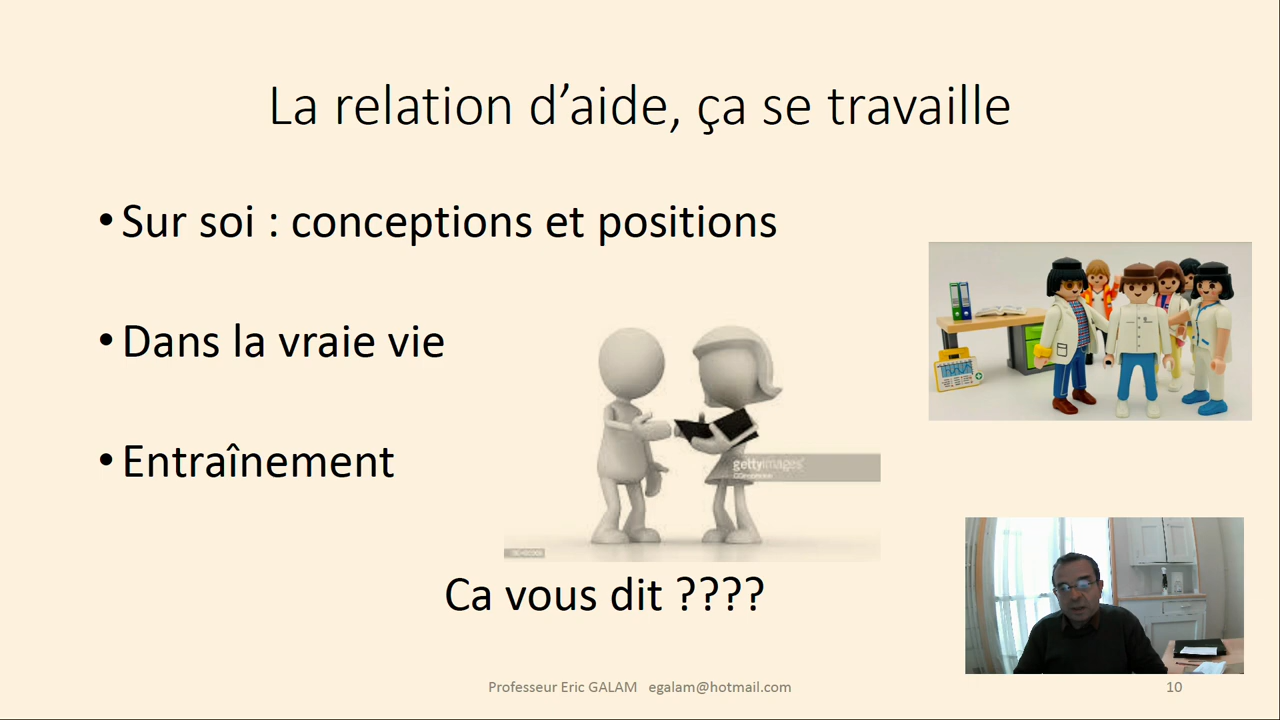 La relation d’aide, ça se travaille
•Sur soi : conceptions et positions
•Dans la vraie vie
•Entraînement
gettyimages
Ca vous dit ????
Professeur Eric GALAM egalam@hotmail.com
10